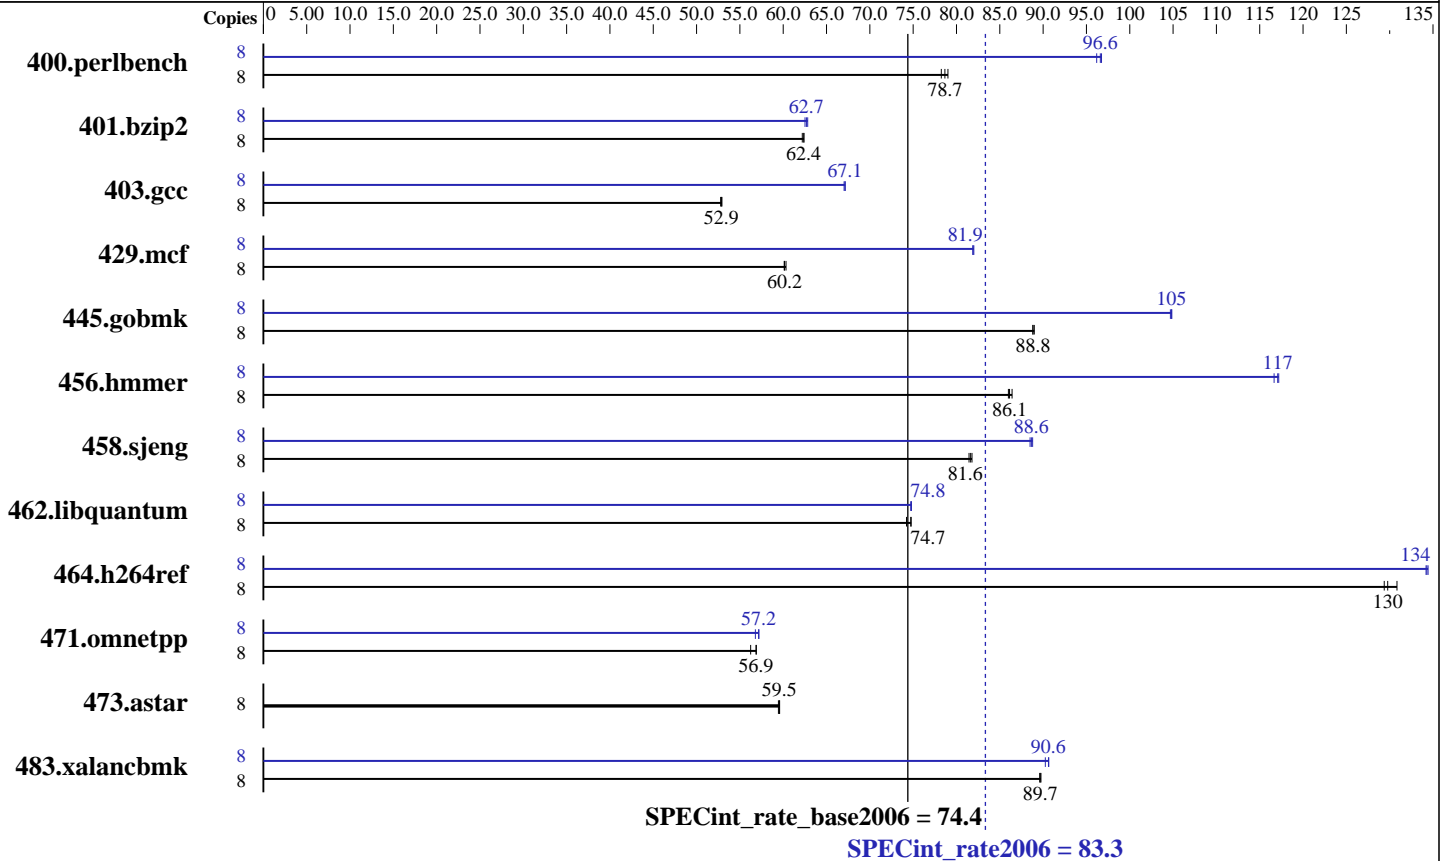 Copies 0 5.00 10.0 15.0 20.0 25.0 30.0 35.0 40.0 45.0 50.0 55.0 60.0 65.0 70.0 75.0 80.0 85.0 90.0 95.0 100 105 110 115 120 125 135
400.perlbench
8 96.6
8 78.7
401.bzip2
8 62.7
8 62.4
403.gcc
8 67.1
8 52.9
429.mcf
8 81.9
8 60.2
445.gobmk
8 105
8 88.8
456.hmmer
8 117
8 86.1
458.sjeng
8 88.6
8 81.6
462.libquantum
8 74.8
8 74.7
464.h264ref
8 134
8 130
471.omnetpp
8 57.2
8 56.9
473.astar
8 59.5
483.xalancbmk
8 90.6
8 89.7
SPECint_rate_base2006 = 74.4
SPECint_rate2006 = 83.3